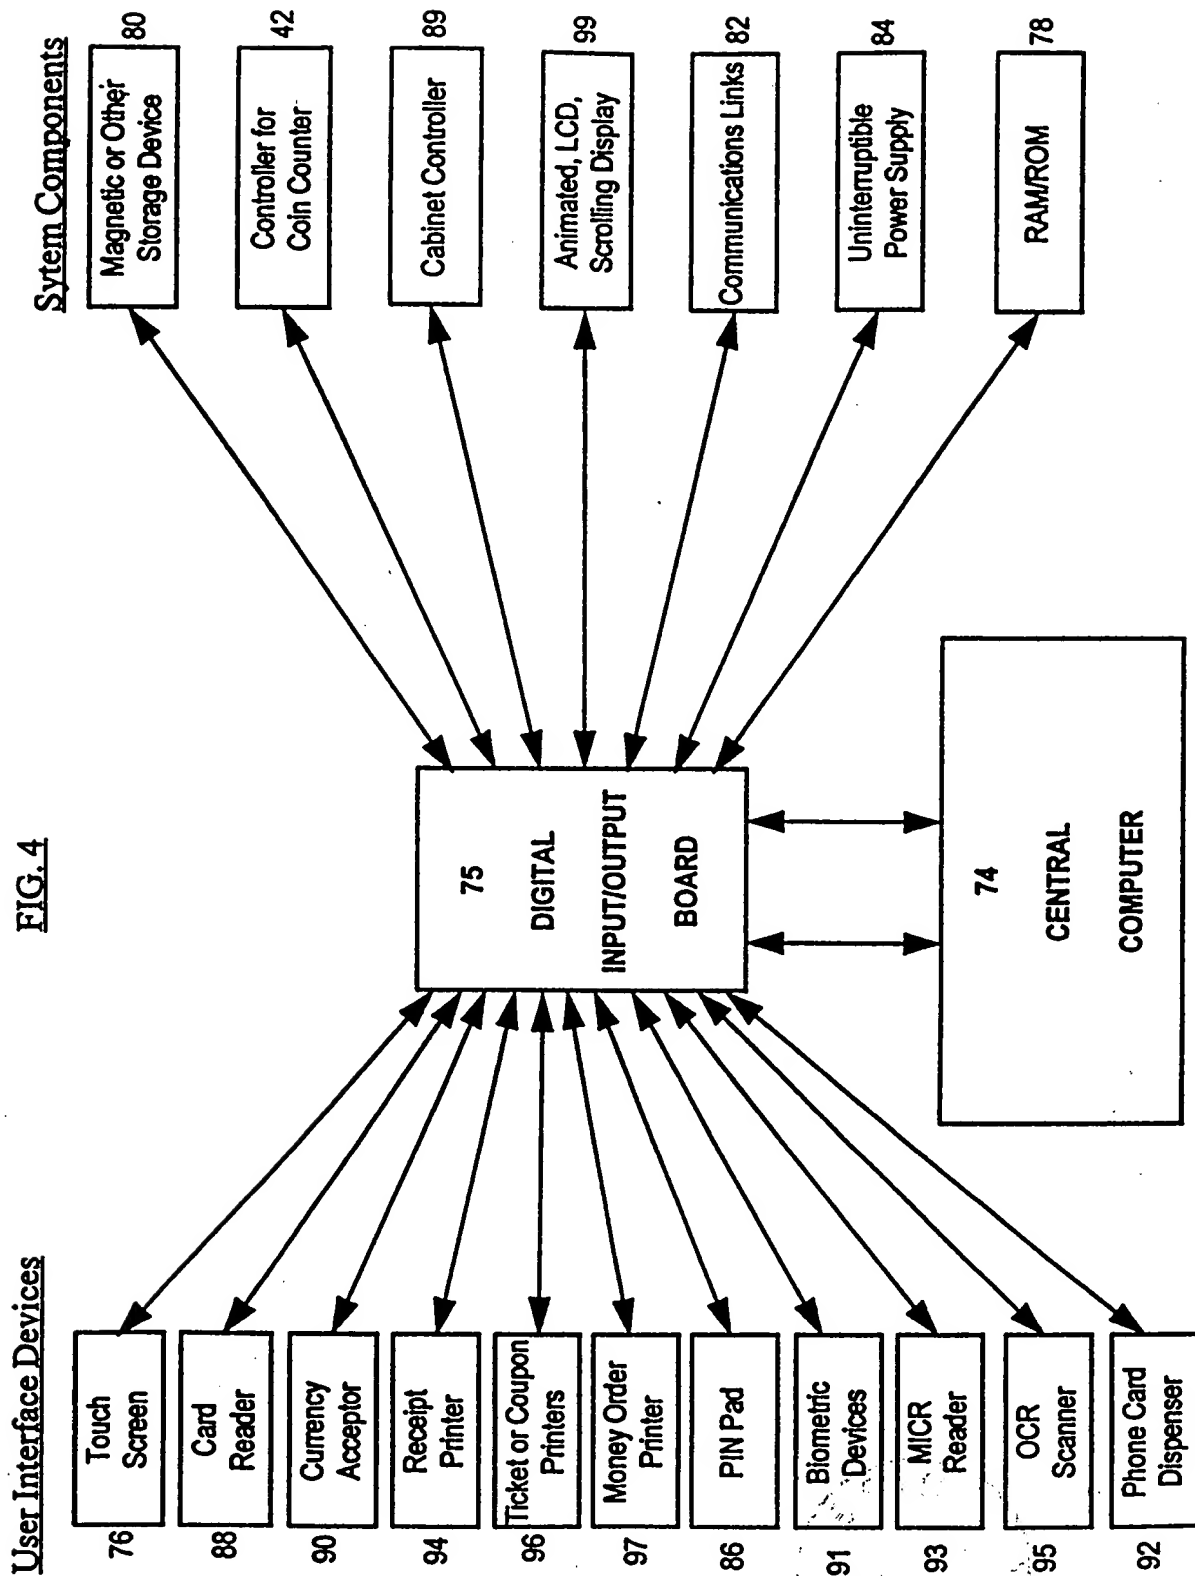 FIG. 4
User Interface Devices
76
Touch
Screen
88
Card
Reader
90
Currency
Acceptor
94
Receipt
Printer
96
Ticket or Coupon
Printers
97
Money Order
Printer
86
PIN Pad
91
Biometric
Devices
93
MICR
Reader
95
OCR
Scanner
92
Phone Card
Dispenser
75
DIGITAL
INPUT/OUTPUT
BOARD
74
CENTRAL
COMPUTER
Sytem Components
Magnetic or Other
Storage Device
80
Controller for
Coin Counter
42
Cabinet Controller
89
Animated, LCD,
Scrolling Display
99
Communications Links
82
Uninterruptible
Power Supply
84
RAM/ROM
78